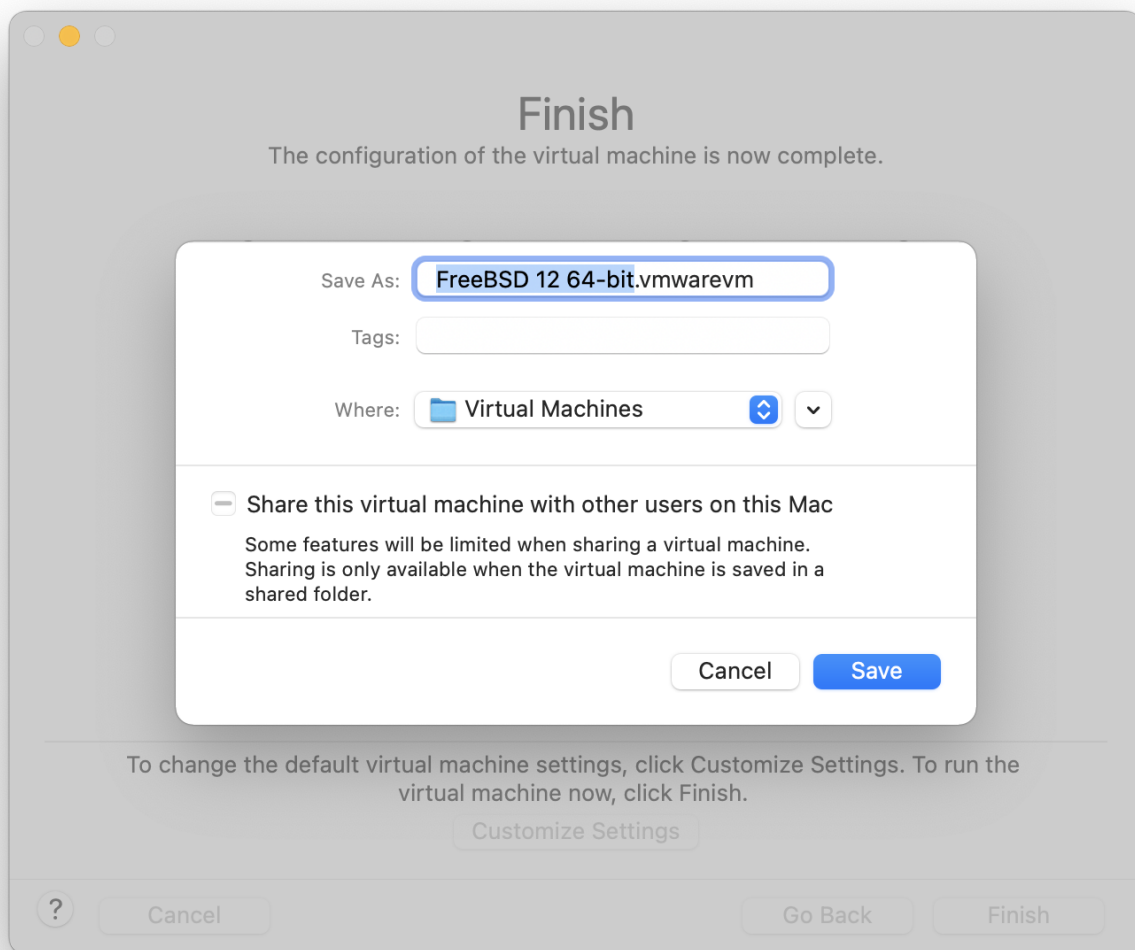 Finish
The configuration of the virtual machine is now complete.
Save As: FreeBSD 12 64-bit.vmwarevm
Tags:
Where: Virtual Machines
Share this virtual machine with other users on this Mac
Some features will be limited when sharing a virtual machine.
Sharing is only available when the virtual machine is saved in a
shared folder.
Cancel Save
To change the default virtual machine settings, click Customize Settings. To run the
virtual machine now, click Finish.
Customize Settings
? Cancel Go Back Finish